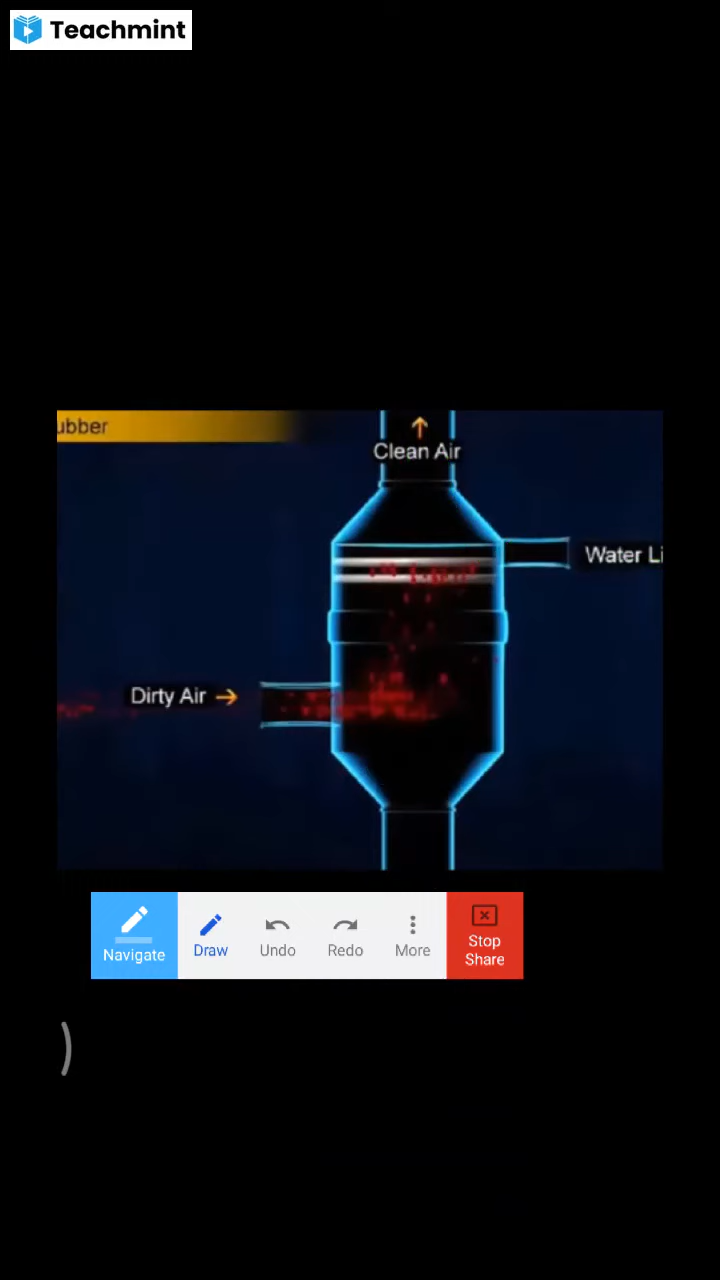 Teachmint
ubber
Clean Air
Water Li
Dirty Air
Navigate
Draw
Undo
Redo
More
Stop
Share